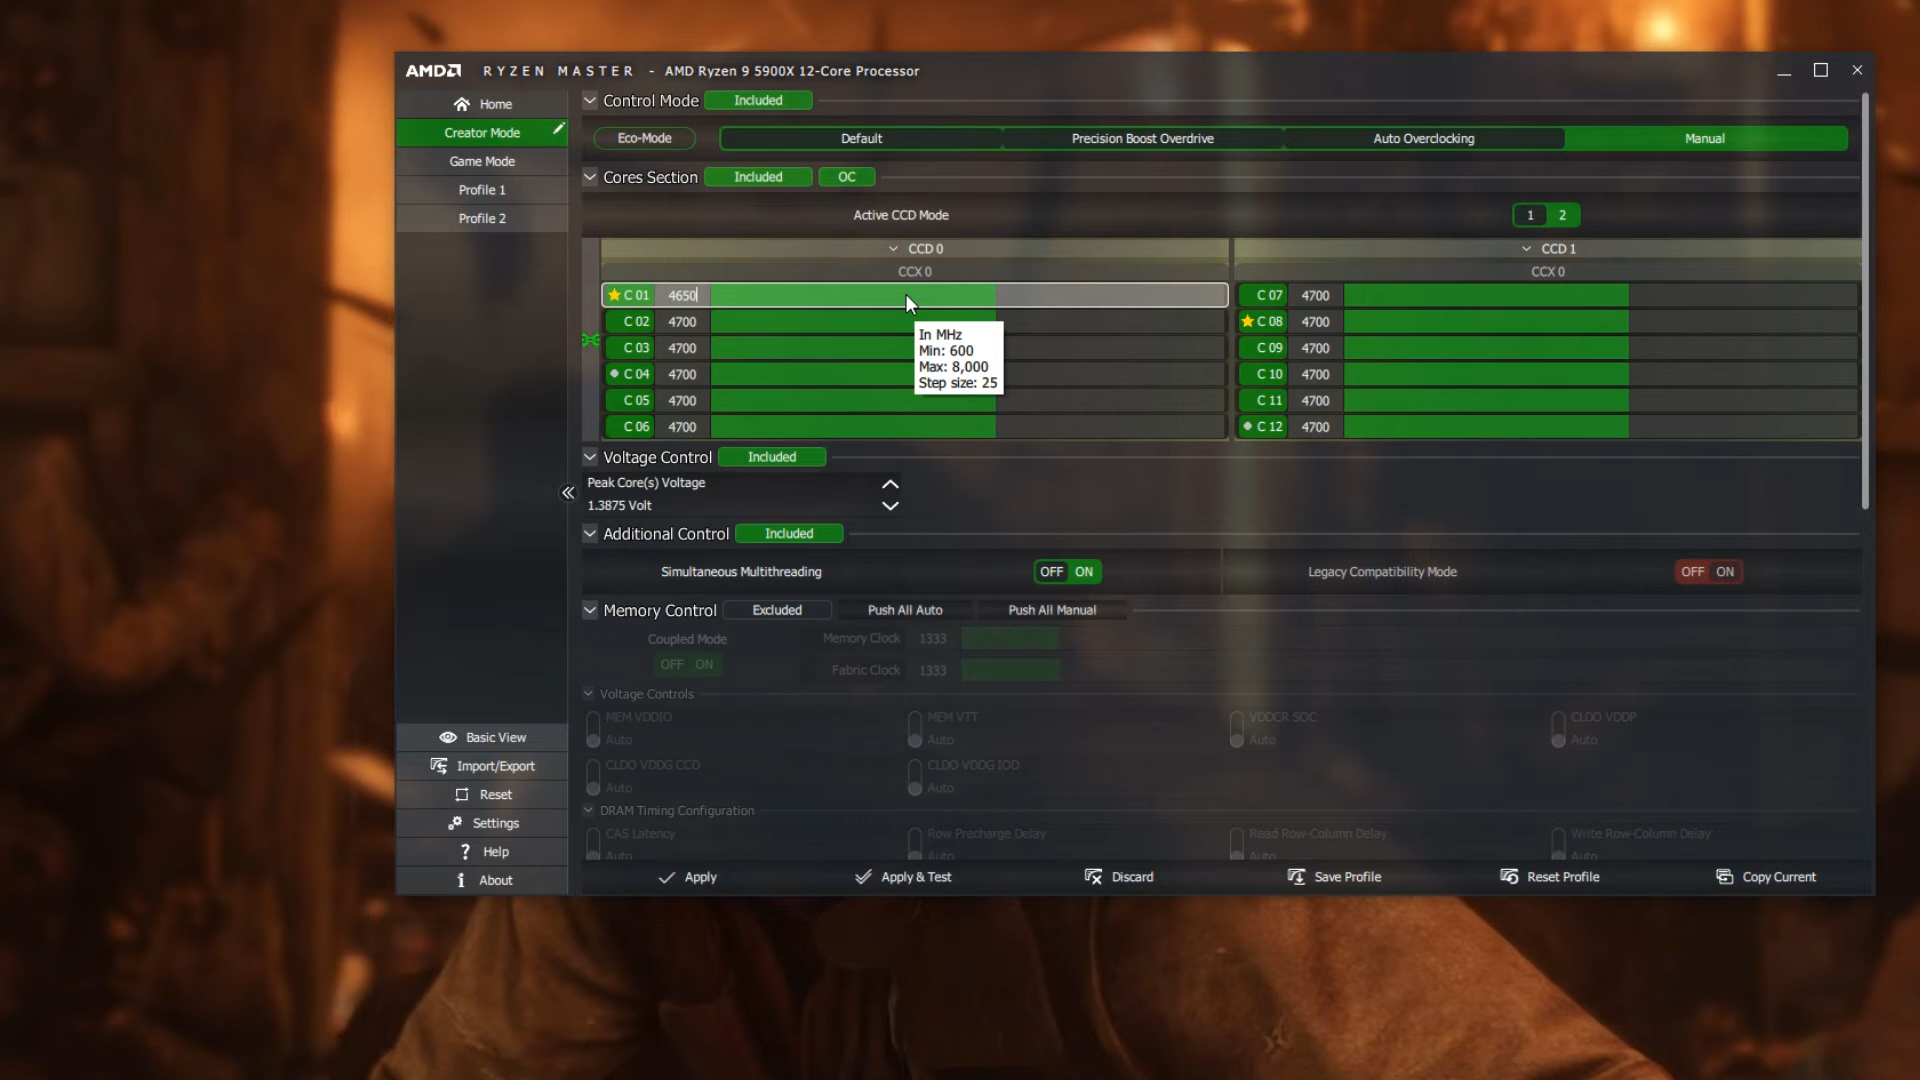 AMD RYZEN MASTER - AMD Ryzen 9 5900X 12-Core Processor
Home
Creator Mode
Game Mode
Profile 1
Profile 2
Basic View
Import/Export
Reset
Settings
Help
About
Control Mode Included
Eco-Mode Default Precision Boost Overdrive Auto Overclocking Manual
Cores Section Included OC
Active CCD Mode 1 2
CCD 0 CCD 1
CCX 0 CCX 0
C 01 4650 C 07 4700
C 02 4700 C 08 4700
C 03 4700 C 09 4700
C 04 4700 C 10 4700
C 05 4700 C 11 4700
C 06 4700 C 12 4700
In MHz
Min: 600
Max: 8,000
Step size: 25
Voltage Control Included
Peak Core(s) Voltage
1.3875 Volt
Additional Control Included
Simultaneous Multithreading OFF ON Legacy Compatibility Mode OFF ON
Memory Control Excluded Push All Auto Push All Manual
Coupled Mode Memory Clock 1333
OFF ON Fabric Clock 1333
Voltage Controls
MEM VDDIO MEM VTT VDDCR SOC CLDO VDDP
Auto Auto Auto Auto
CLDO VDDG CCD CLDO VDDG IOD
Auto Auto
DRAM Timing Configuration
CAS Latency Row Precharge Delay Read Row-Column Delay Write Row-Column Delay
Auto Auto Auto Auto
Apply Apply & Test Discard Save Profile Reset Profile Copy Current